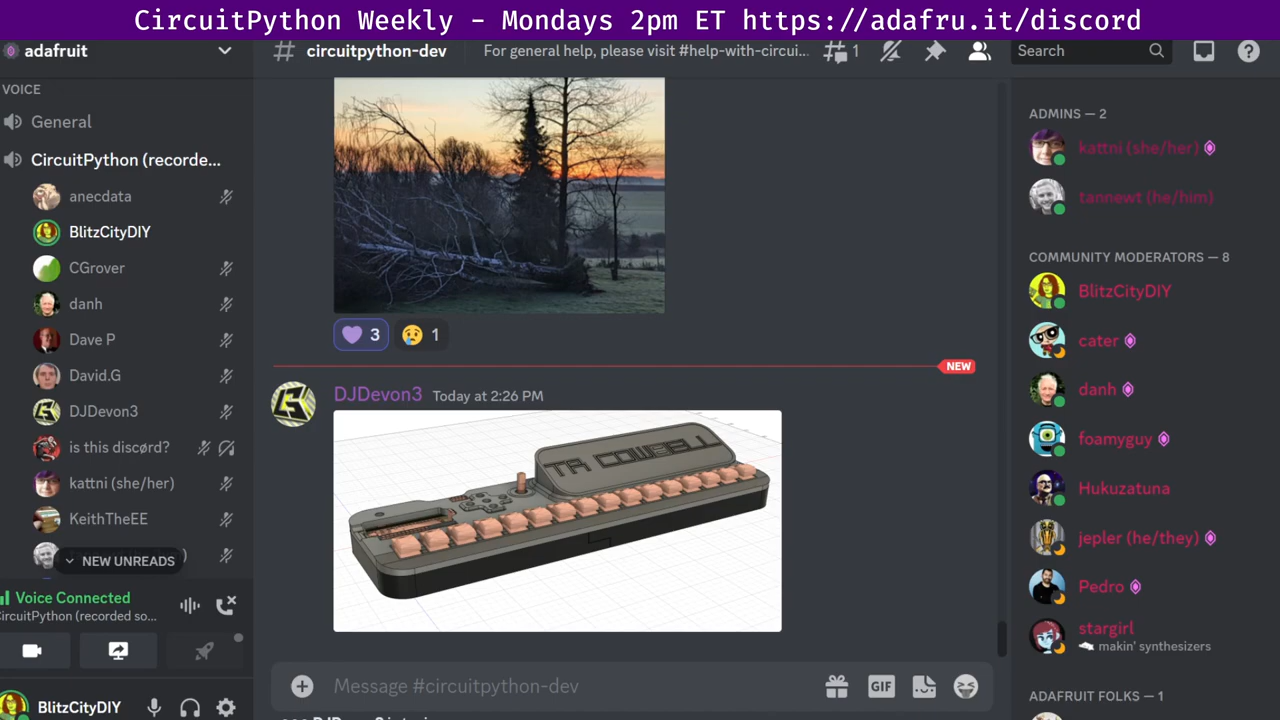 CircuitPython Weekly - Mondays 2pm ET https://adafru.it/discord
adafruit
circuitpython-dev
For general help, please visit #help-with-circui...
1
Search
VOICE
General
CircuitPython (recorde...
anecdata
BlitzCityDIY
CGrover
danh
Dave P
David.G
DJDevon3
is this discørd?
kattni (she/her)
KeithTheEE
)
NEW UNREADS
Voice Connected
CircuitPython (recorded so...
BlitzCityDIY
3
1
NEW
DJDevon3 Today at 2:26 PM
TR COWBELL
Message #circuitpython-dev
GIF
ADMINS — 2
kattni (she/her)
tannewt (he/him)
COMMUNITY MODERATORS — 8
BlitzCityDIY
cater
danh
foamyguy
Hukuzatuna
jepler (he/they)
Pedro
stargirl
makin' synthesizers
ADAFRUIT FOLKS — 1